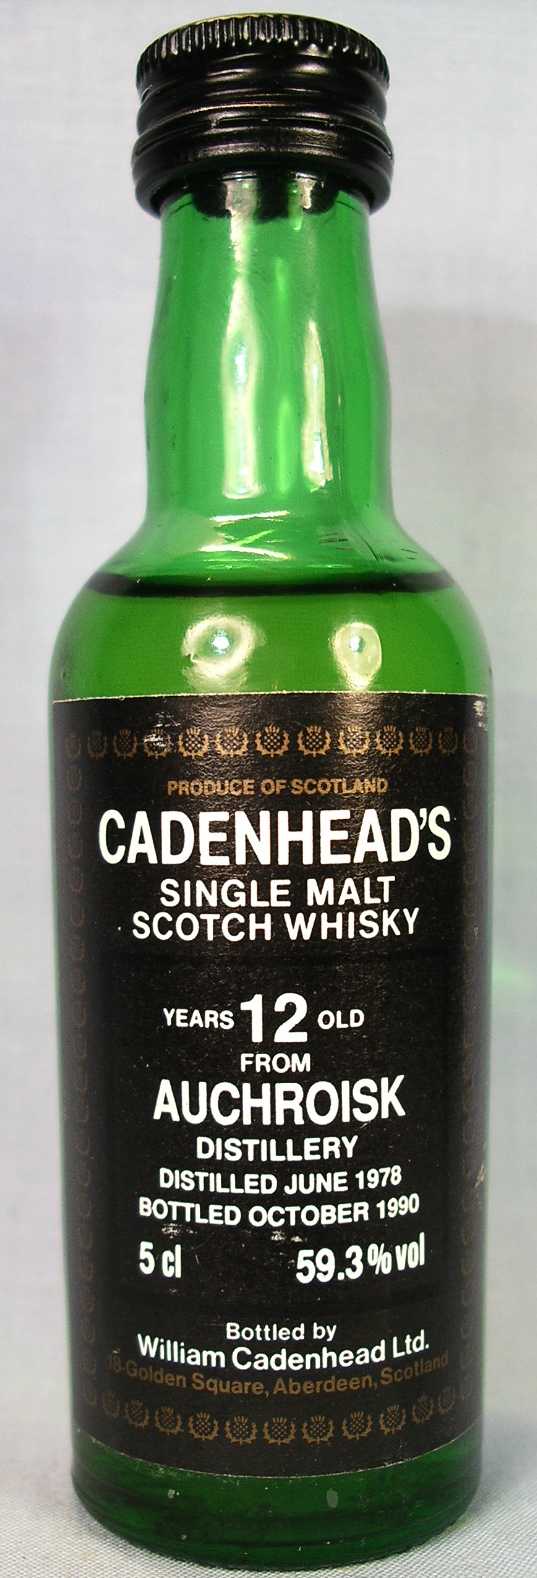 PRODUCE OF SCOTLAND
CADENHEAD'S
SINGLE MALT
SCOTCH WHISKY
YEARS 12 OLD
FROM
AUCHROISK
DISTILLERY
DISTILLED JUNE 1978
BOTTLED OCTOBER 1990
5 cl 59.3% vol
Bottled by
William Cadenhead Ltd.
18-Golden Square, Aberdeen, Scotland